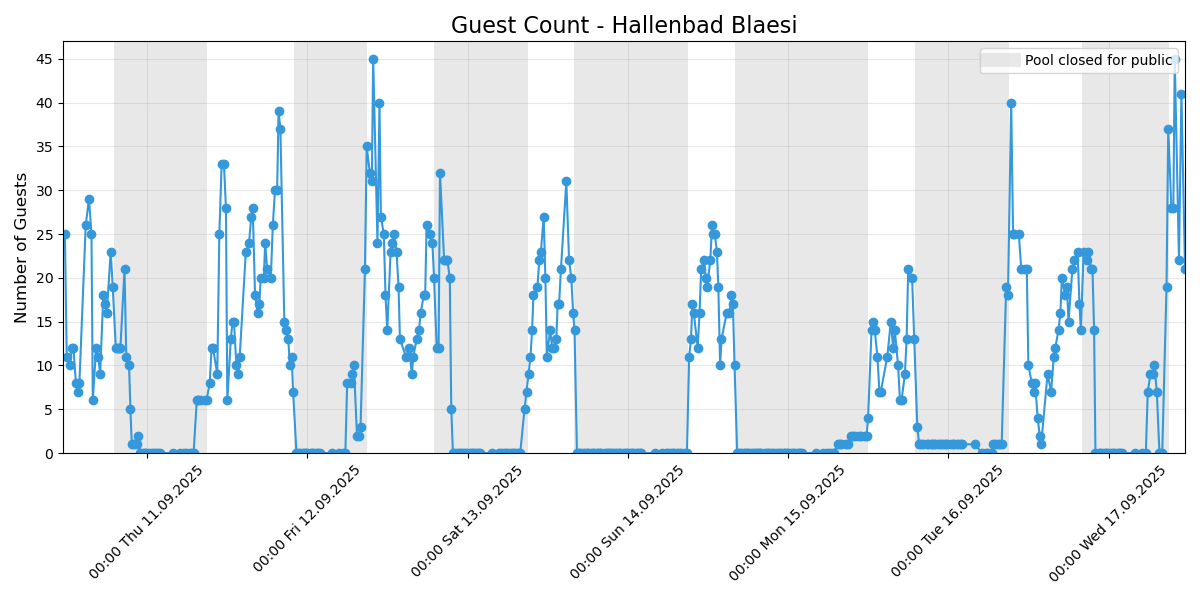 Guest Count - Hallenbad Blaesi
Pool closed for public
Number of Guests
45
40
35
30
25
20
15
10
5
0
00:00 Thu 11.09.2025
00:00 Fri 12.09.2025
00:00 Sat 13.09.2025
00:00 Sun 14.09.2025
00:00 Mon 15.09.2025
00:00 Tue 16.09.2025
00:00 Wed 17.09.2025